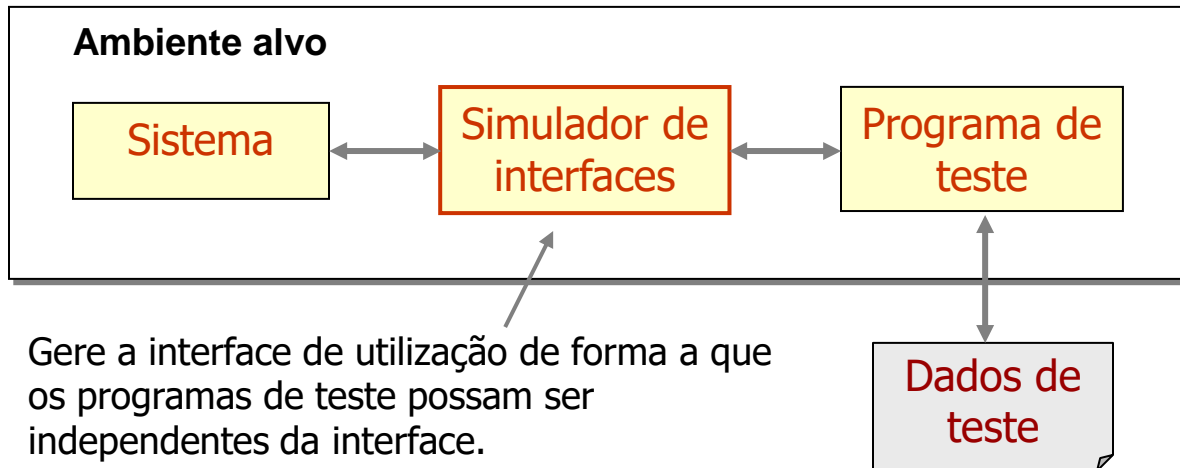 Ambiente alvo
Sistema
Simulador de
interfaces
Programa de
teste
Gere a interface de utilização de forma a que
os programas de teste possam ser
independentes da interface.
Dados de
teste